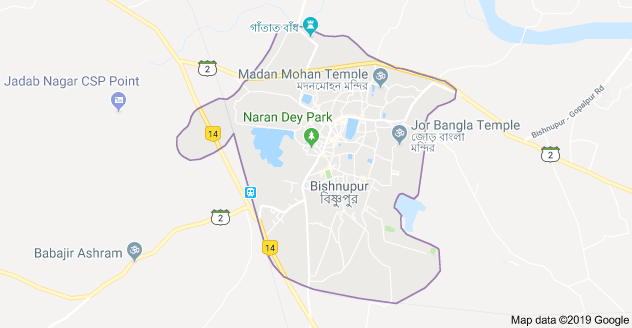 গাঁতাত বাঁধ
2
Madan Mohan Temple
মদনমোহন মন্দির
Jadab Nagar CSP Point
Bishnupur - Gopalpur Rd
Naran Dey Park
14
Jor Bangla Temple
জোড় বাংলা
মন্দির
2
Bishnupur
বিষ্ণুপুর
2
Babajir Ashram
14
Map data ©2019 Google